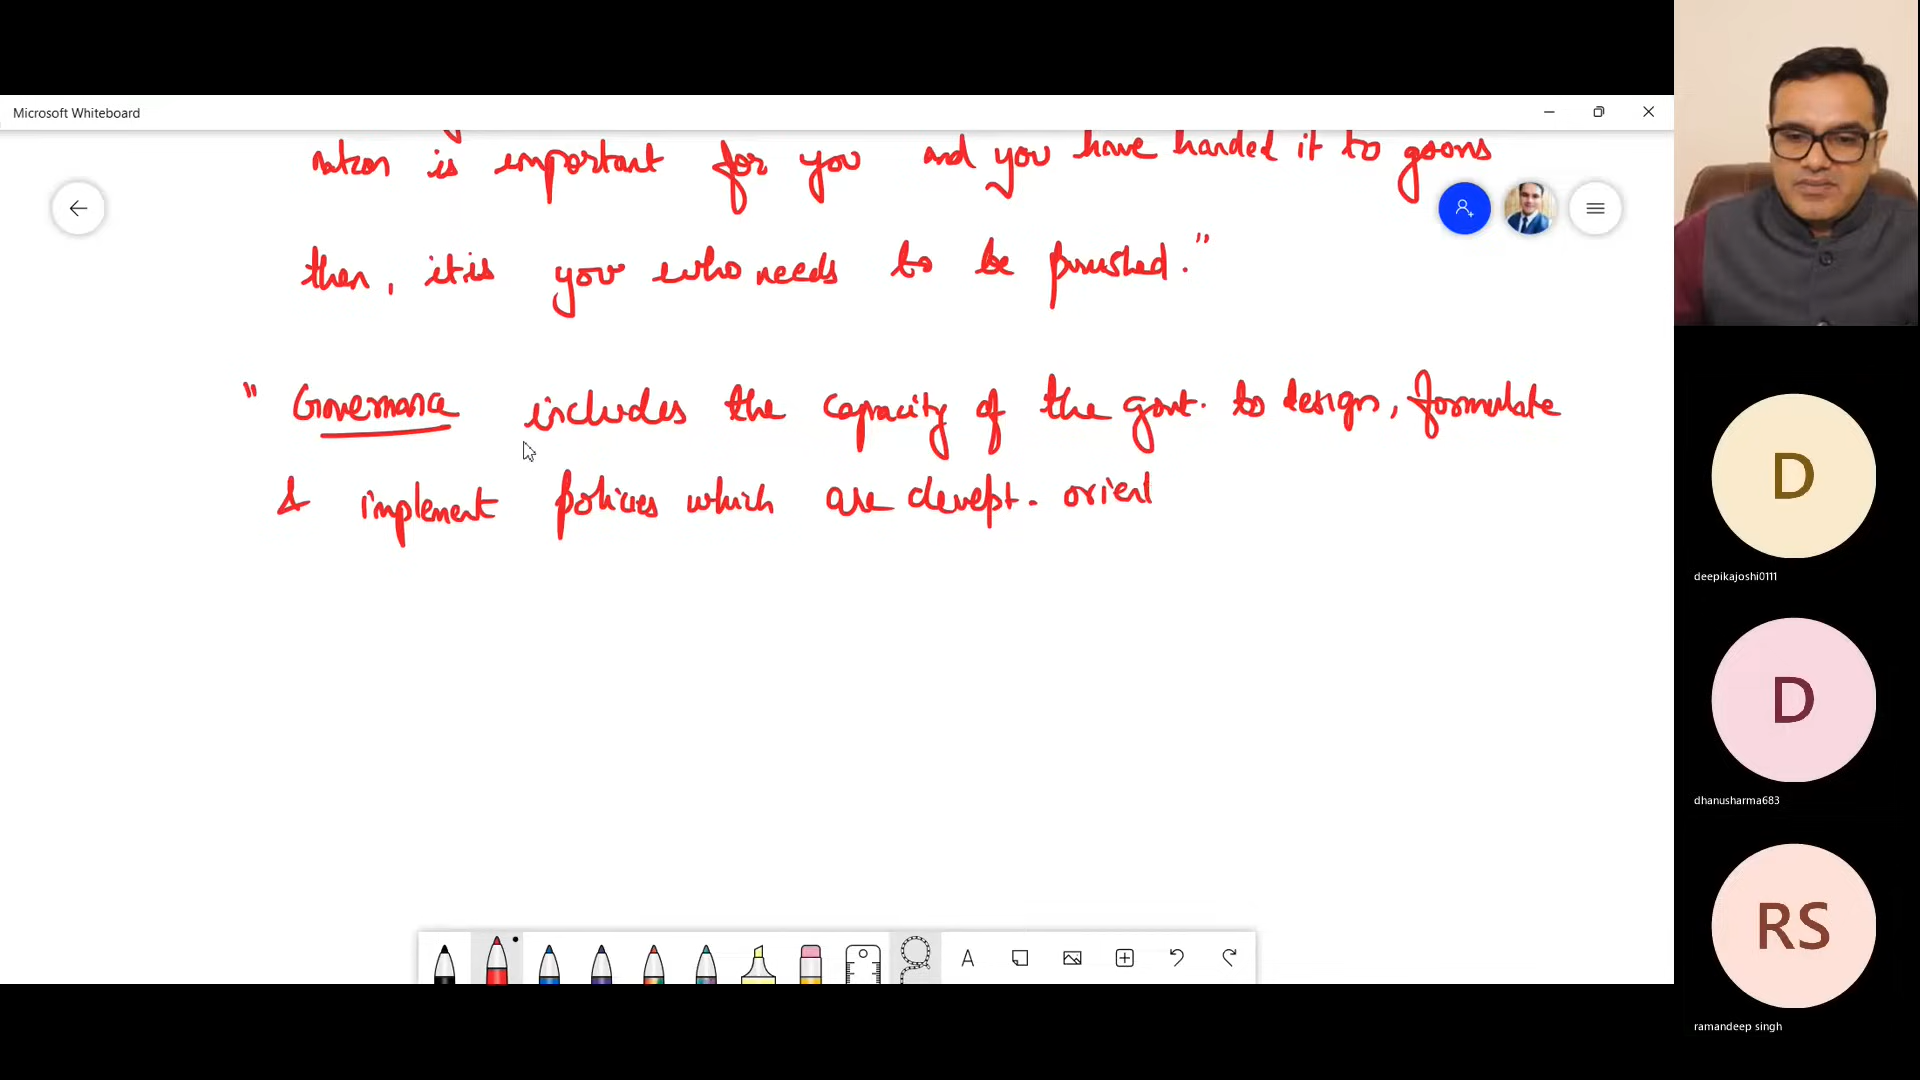 Microsoft Whiteboard
nation is important for you and you have handed it to goons
then, it is you who needs to be punished."
" Governance includes the capacity of the govt. to design, formulate
& implement policies which are devept. orient
A
D
deepikajoshi0111
D
dhanusharma683
RS
ramandeep singh